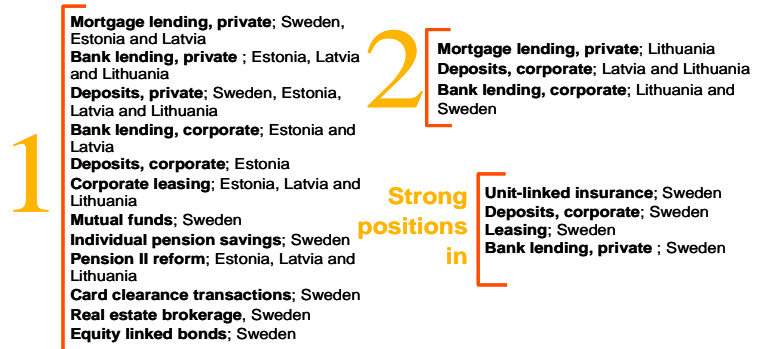 1
Mortgage lending, private; Sweden,
Estonia and Latvia
Bank lending, private ; Estonia, Latvia
and Lithuania
Deposits, private; Sweden, Estonia,
Latvia and Lithuania
Bank lending, corporate; Estonia and
Latvia
Deposits, corporate; Estonia
Corporate leasing; Estonia, Latvia and
Lithuania
Mutual funds; Sweden
Individual pension savings; Sweden
Pension II reform; Estonia, Latvia and
Lithuania
Card clearance transactions; Sweden
Real estate brokerage, Sweden
Equity linked bonds; Sweden
2
Mortgage lending, private; Lithuania
Deposits, corporate; Latvia and Lithuania
Bank lending, corporate; Lithuania and
Sweden
Strong
positions
in
Unit-linked insurance; Sweden
Deposits, corporate; Sweden
Leasing; Sweden
Bank lending, private ; Sweden